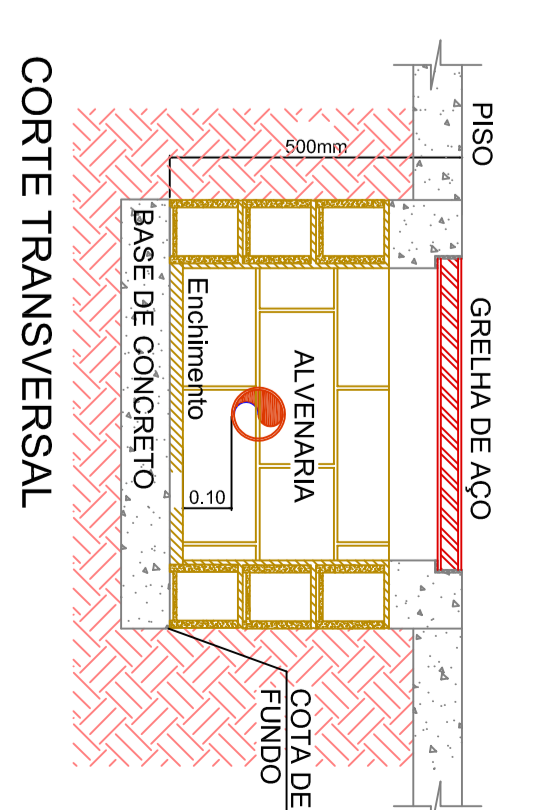 PISO
GRELHA DE AÇO
500mm
ALVENARIA
Enchimento
0.10
BASE DE CONCRETO
COTA DE
FUNDO
CORTE TRANSVERSAL